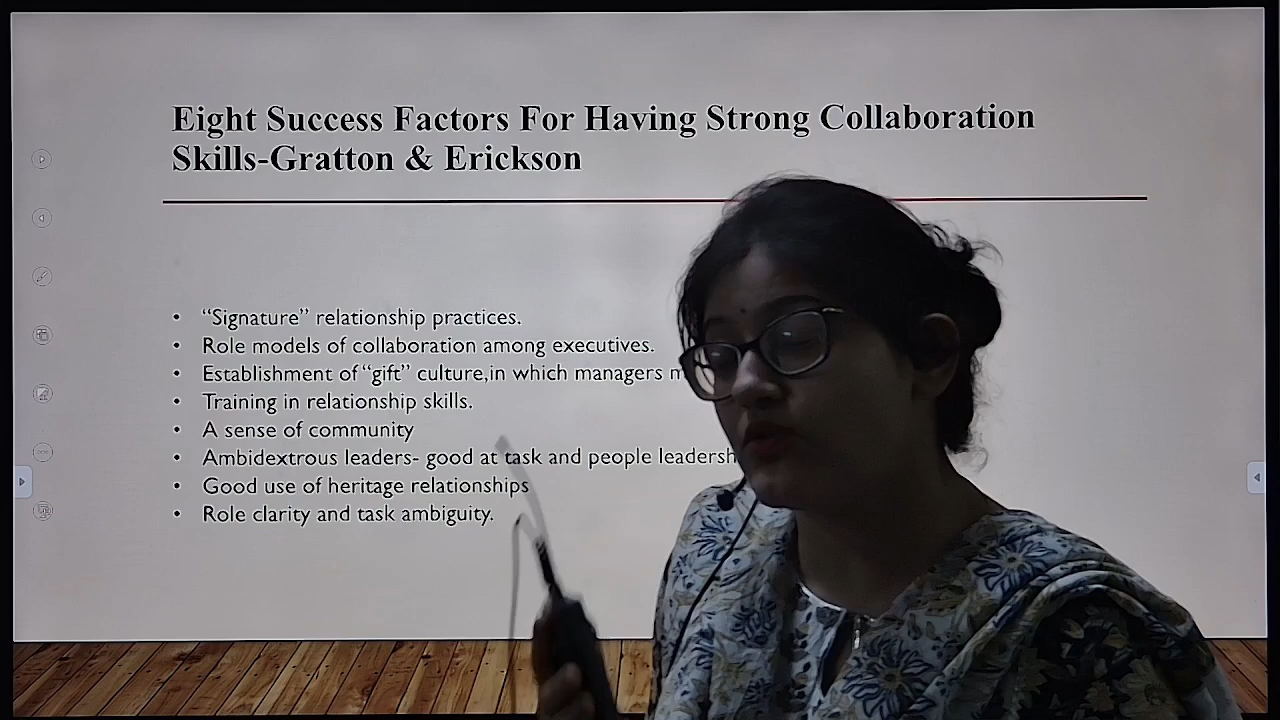 Eight Success Factors For Having Strong Collaboration
Skills-Gratton & Erickson
• “Signature” relationship practices.
• Role models of collaboration among executives.
• Establishment of “gift” culture,in which managers
• Training in relationship skills.
• A sense of community
• Ambidextrous leaders- good at task and people
• Good use of heritage relationships
• Role clarity and task ambiguity.